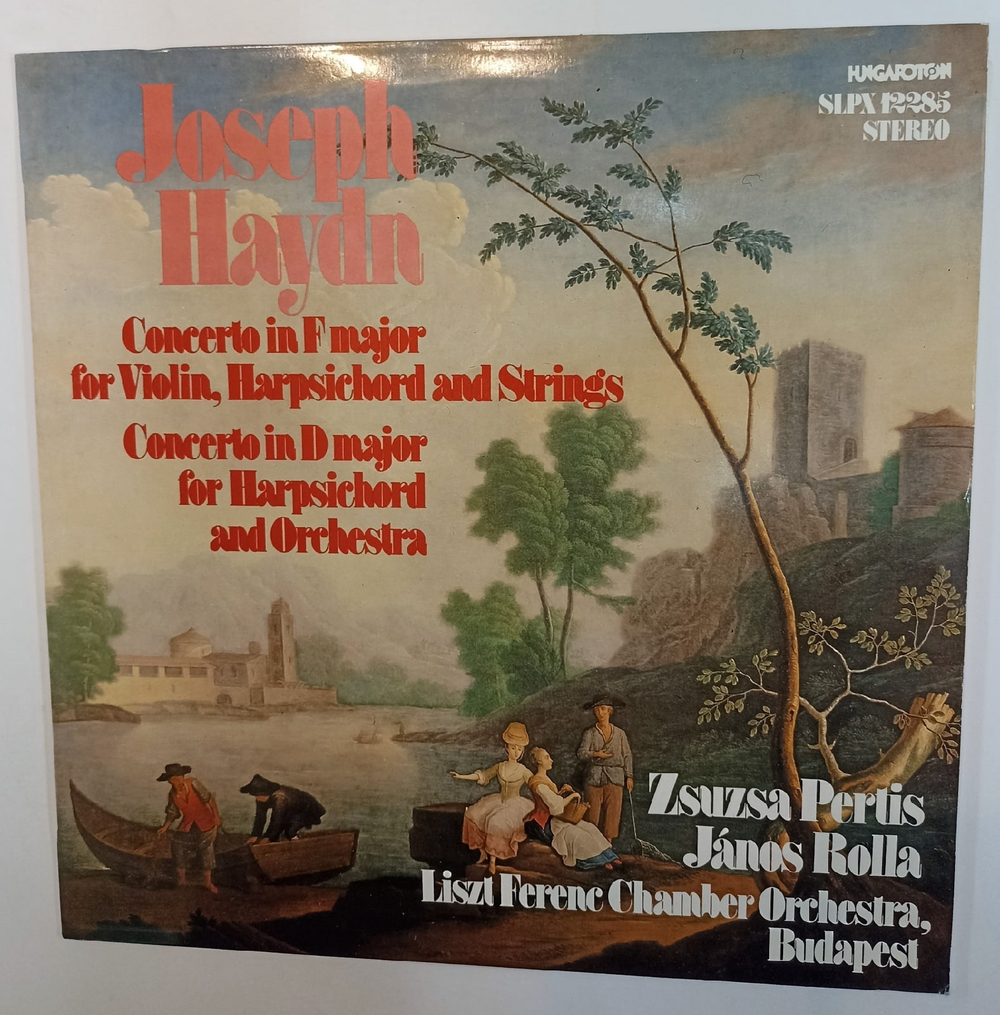 Joseph
Haydn
HUNGAROTON
SLPX 12285
STEREO
Concerto in F major
for Violin, Harpsichord and Strings
Concerto in D major
for Harpsichord
and Orchestra
Zsuzsa Pertis
János Rolla
Liszt Ferenc Chamber Orchestra,
Budapest